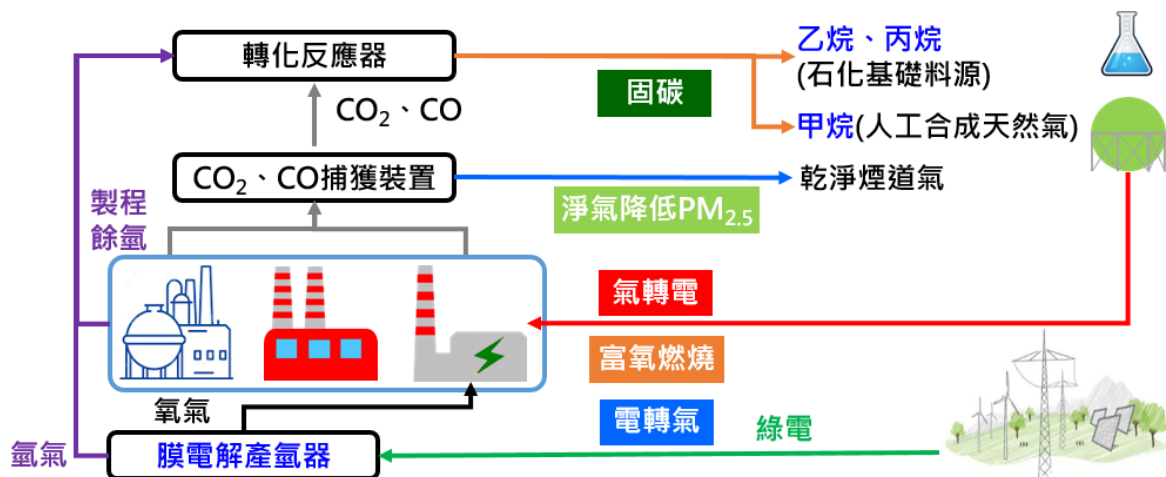 轉化反應器
乙烷、丙烷
(石化基礎料源)
固碳
CO₂、CO
甲烷(人工合成天然氣)
CO₂、CO捕獲裝置
乾淨煙道氣
淨氣降低PM₂.₅
製程
餘氫
氣轉電
富氧燃燒
氧氣
電轉氣
綠電
氫氣
膜電解產氫器